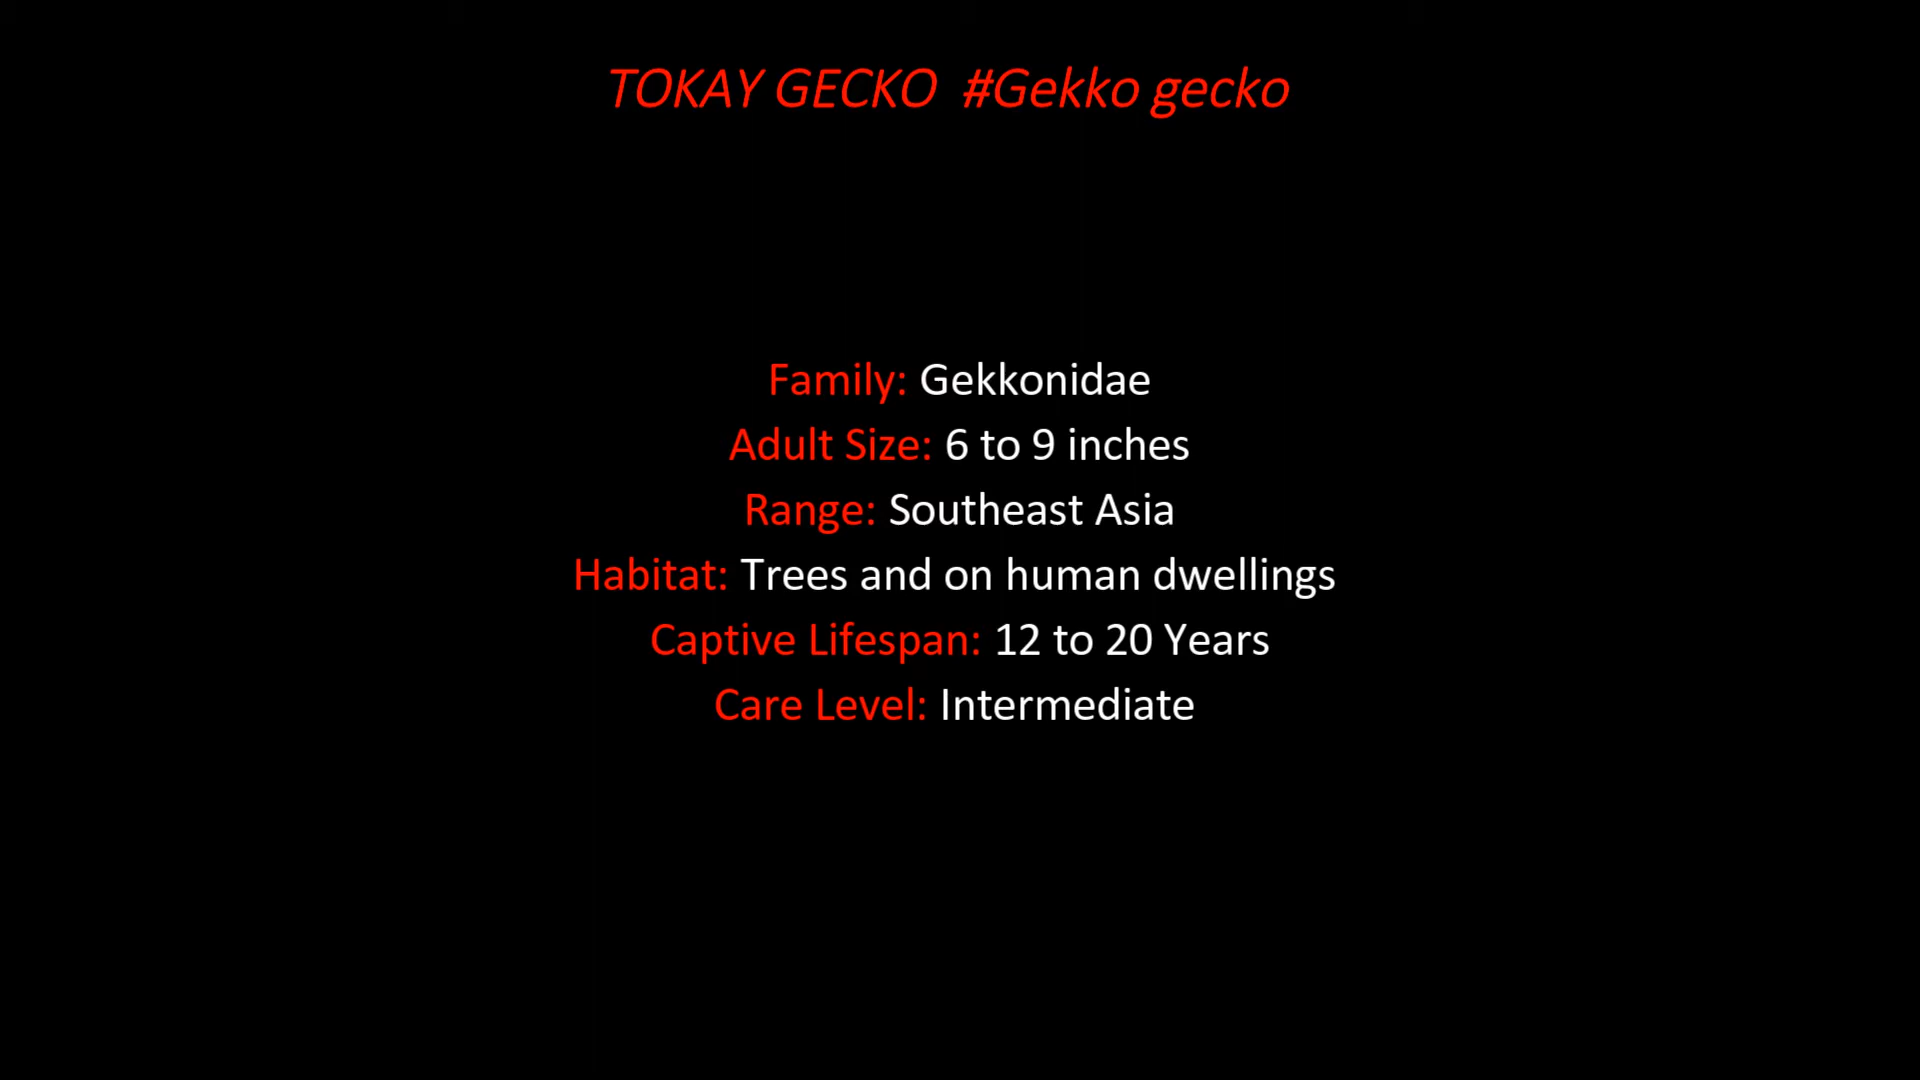 TOKAY GECKO #Gekko gecko
Family: Gekkonidae
Adult Size: 6 to 9 inches
Range: Southeast Asia
Habitat: Trees and on human dwellings
Captive Lifespan: 12 to 20 Years
Care Level: Intermediate